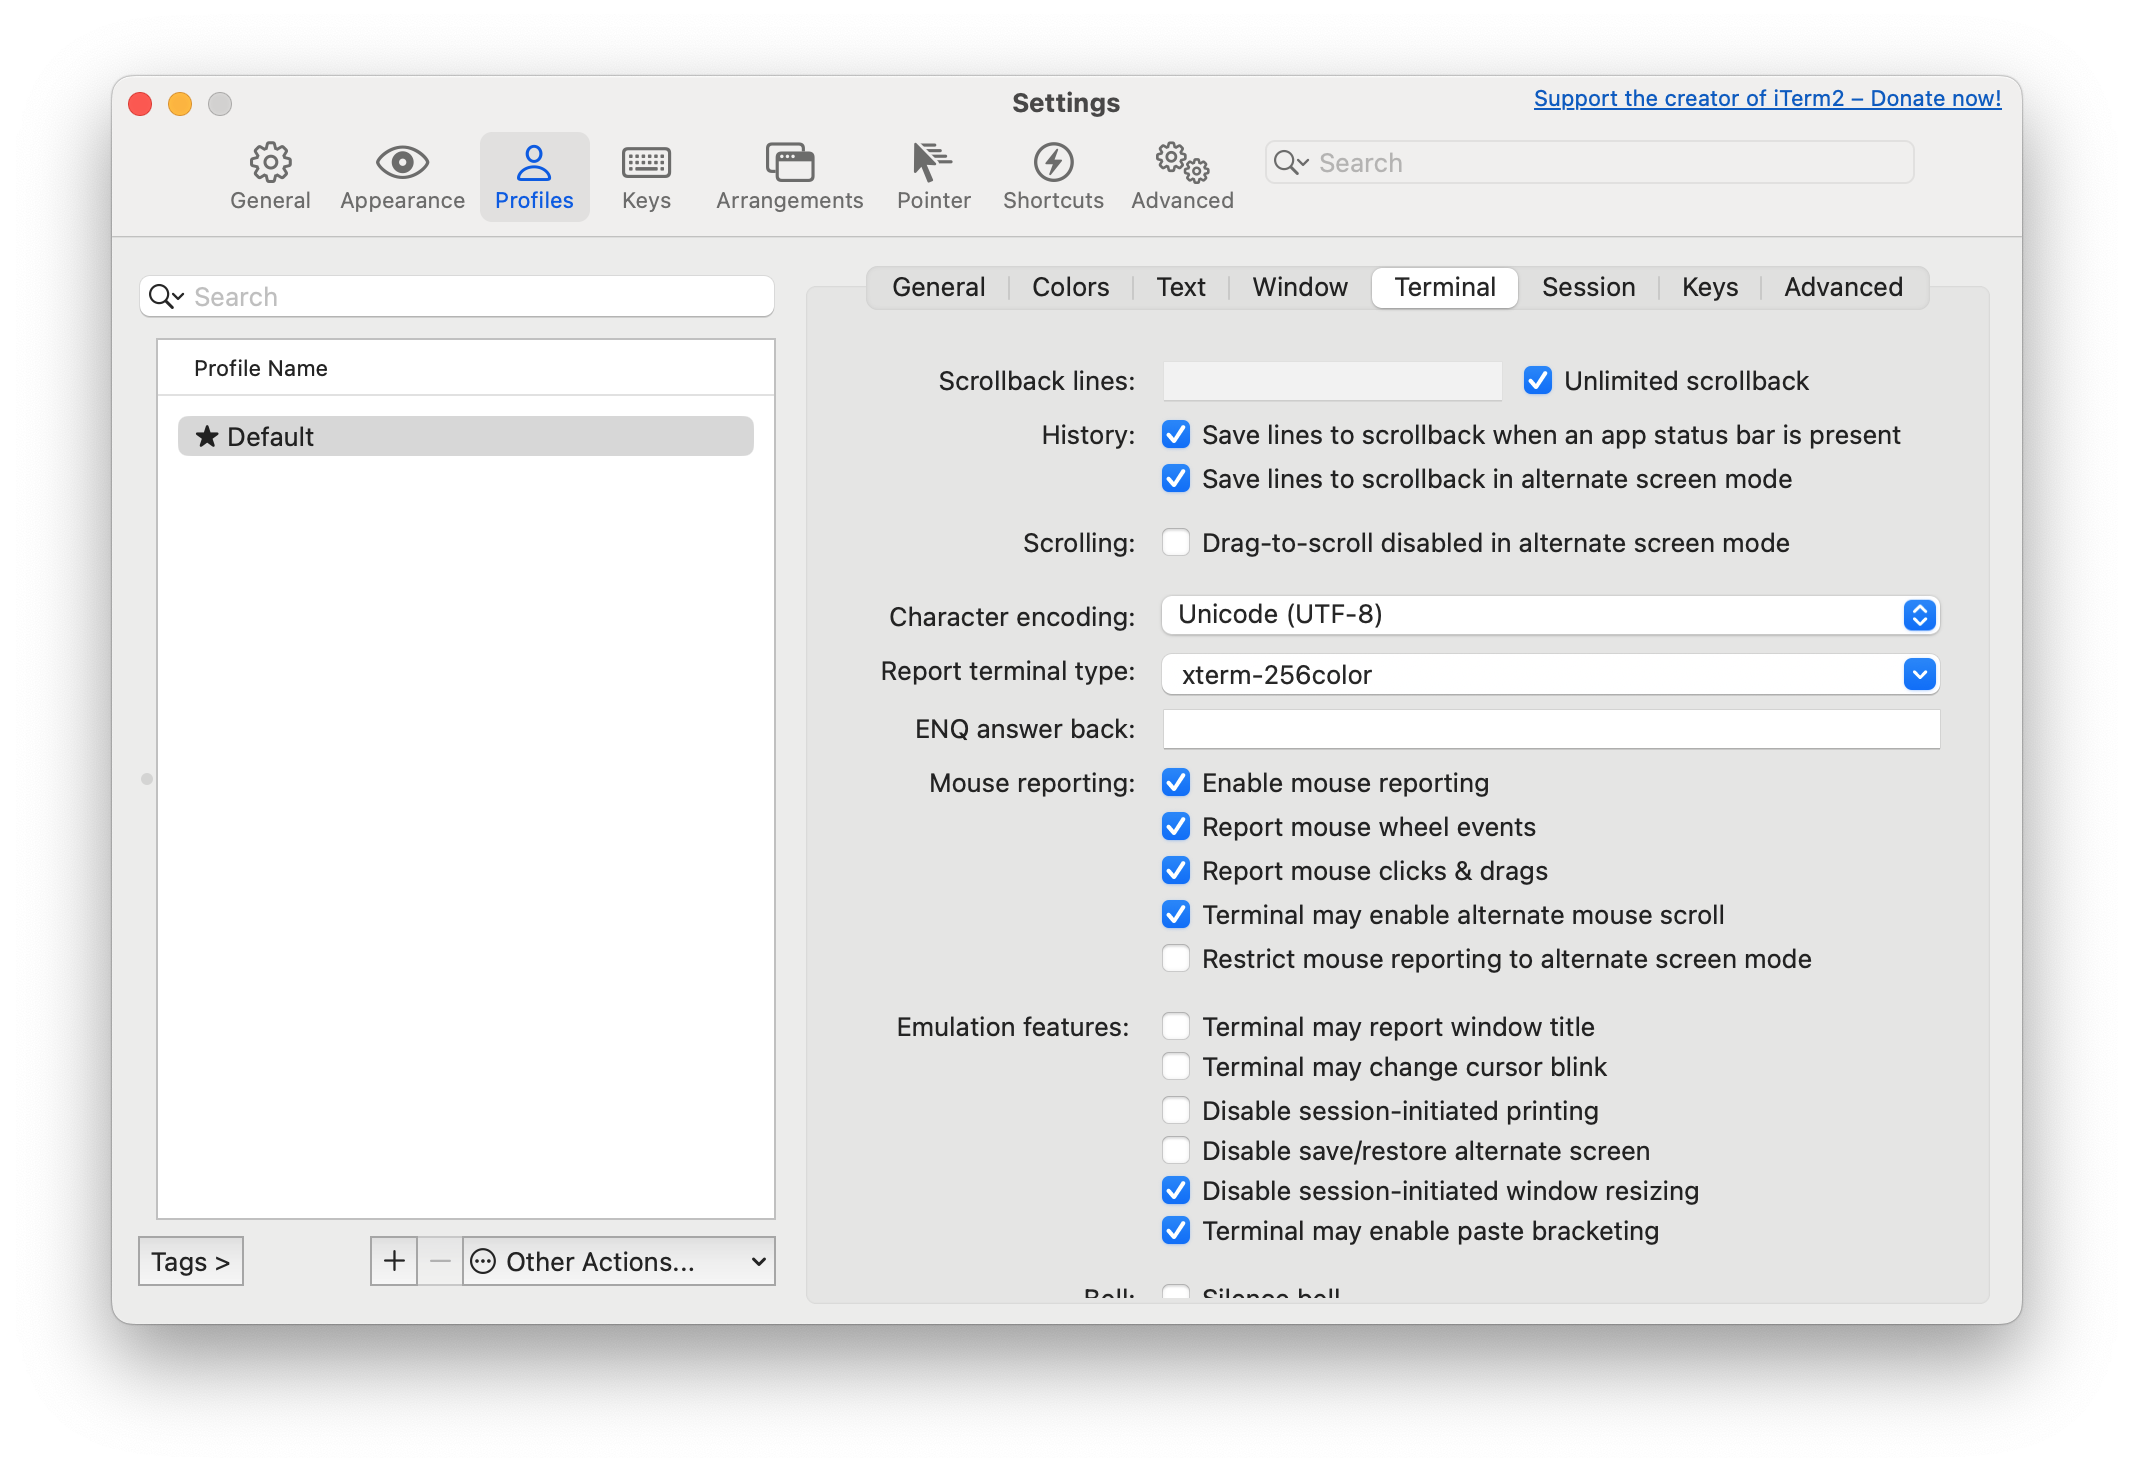 Settings
Support the creator of iTerm2 – Donate now!
General
Appearance
Profiles
Keys
Arrangements
Pointer
Shortcuts
Advanced
Search
Search
Profile Name
★ Default
Tags >
+
−
Other Actions...
General
Colors
Text
Window
Terminal
Session
Keys
Advanced
Scrollback lines:
Unlimited scrollback
History:
Save lines to scrollback when an app status bar is present
Save lines to scrollback in alternate screen mode
Scrolling:
Drag-to-scroll disabled in alternate screen mode
Character encoding:
Unicode (UTF-8)
Report terminal type:
xterm-256color
ENQ answer back:
Mouse reporting:
Enable mouse reporting
Report mouse wheel events
Report mouse clicks & drags
Terminal may enable alternate mouse scroll
Restrict mouse reporting to alternate screen mode
Emulation features:
Terminal may report window title
Terminal may change cursor blink
Disable session-initiated printing
Disable save/restore alternate screen
Disable session-initiated window resizing
Terminal may enable paste bracketing
Bell:
Silence bell